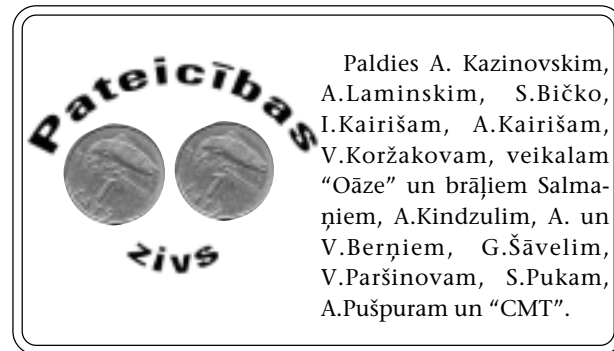 Pateicības
zivs
Paldies A. Kazinovskim,
A.Laminskim, S.Bičko,
I.Kairišam, A.Kairišam,
V.Koržakovam, veikalam
“Oāze” un brāļiem Salma-
ņiem, A.Kindzulim, A. un
V.Berņiem, G.Šāvelim,
V.Paršinovam, S.Pukam,
A.Pušpuram un “CMT”.